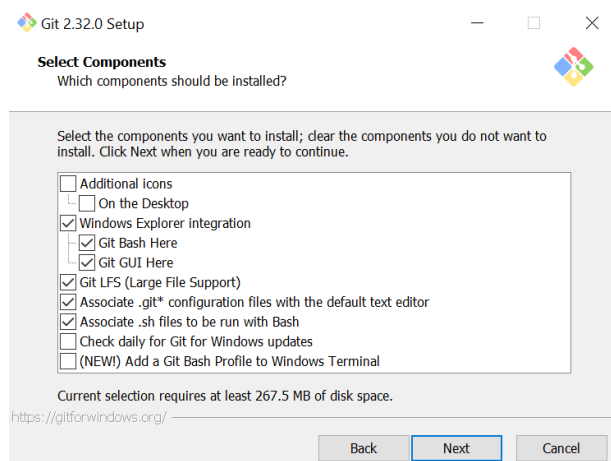 Git 2.32.0 Setup
Select Components
Which components should be installed?
Select the components you want to install; clear the components you do not want to
install. Click Next when you are ready to continue.
Additional icons
On the Desktop
Windows Explorer integration
Git Bash Here
Git GUI Here
Git LFS (Large File Support)
Associate .git* configuration files with the default text editor
Associate .sh files to be run with Bash
Check daily for Git for Windows updates
(NEW!) Add a Git Bash Profile to Windows Terminal
Current selection requires at least 267.5 MB of disk space.
https://gitforwindows.org/
Back Next Cancel